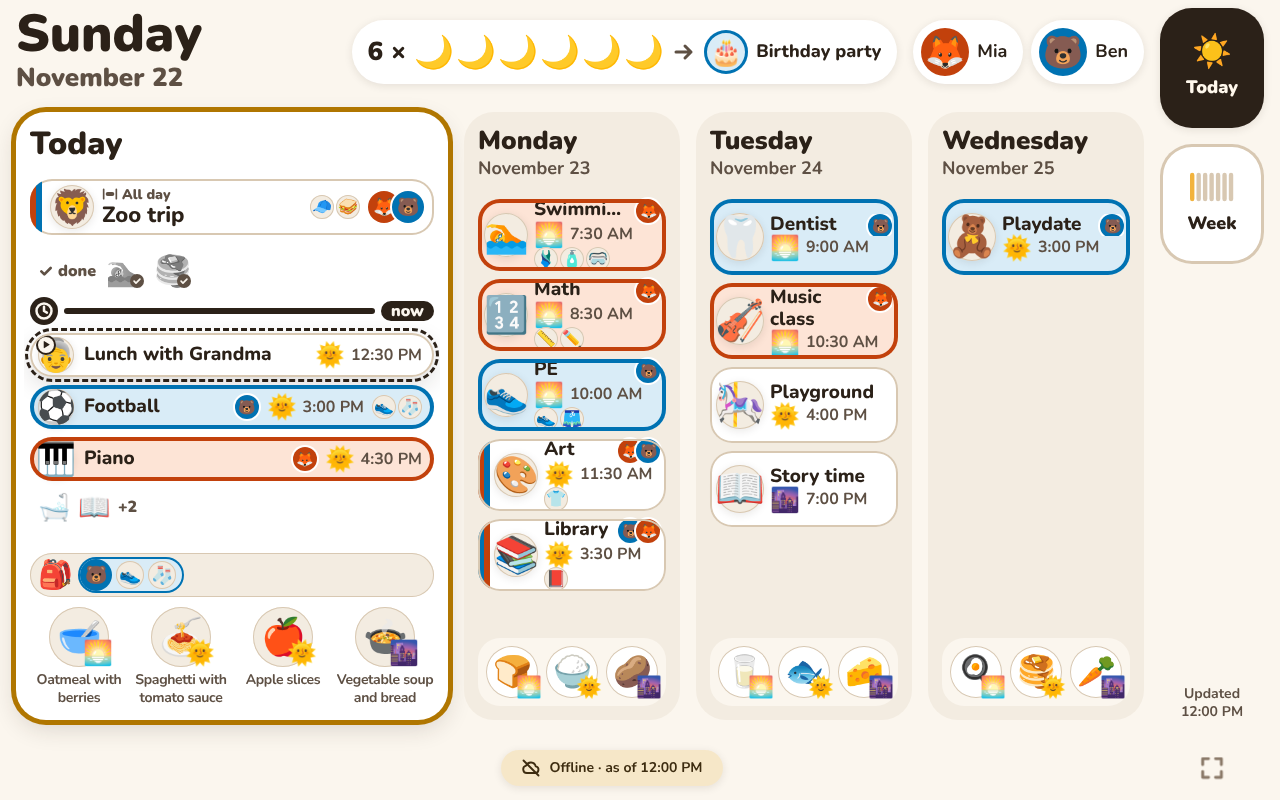 Sunday
November 22
6 ×
Birthday party
Mia
Ben
Today
Week
Today
All day
Zoo trip
done
now
Lunch with Grandma
12:30 PM
Football
3:00 PM
Piano
4:30 PM
+2
Oatmeal with
berries
Spaghetti with
tomato sauce
Apple slices
Vegetable soup
and bread
Monday
November 23
Swimmi...
7:30 AM
Math
8:30 AM
1 2
3 4
PE
10:00 AM
Art
11:30 AM
Library
3:30 PM
Tuesday
November 24
Dentist
9:00 AM
Music
class
10:30 AM
Playground
4:00 PM
Story time
7:00 PM
Wednesday
November 25
Playdate
3:00 PM
Updated
12:00 PM
Offline · as of 12:00 PM